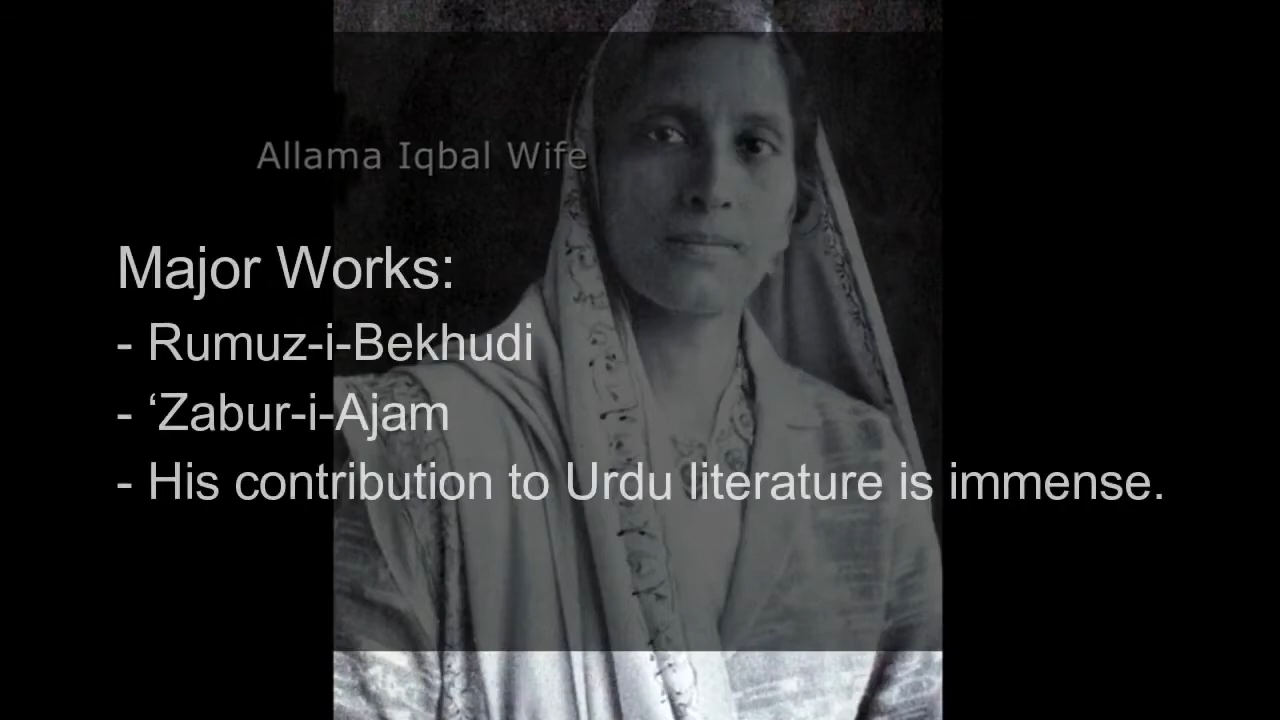 Allama Iqbal Wife
Major Works:
- Rumuz-i-Bekhudi
- ‘Zabur-i-Ajam
- His contribution to Urdu literature is immense.